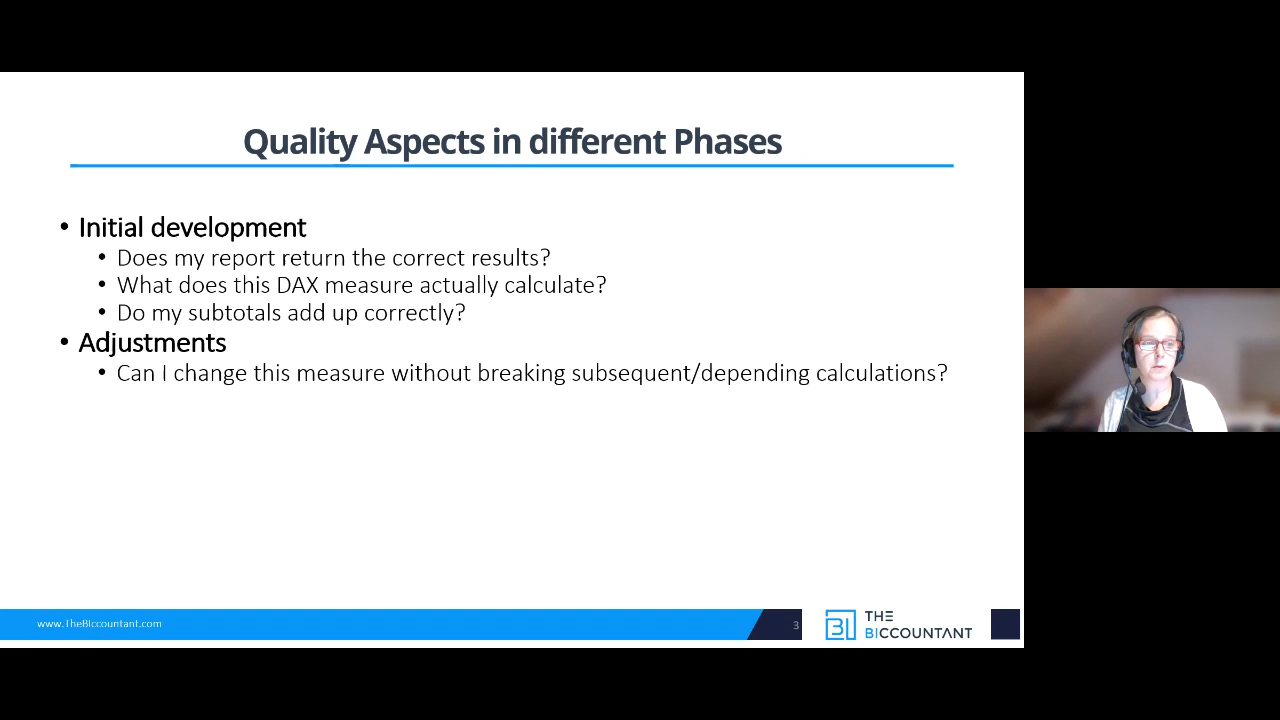 Quality Aspects in different Phases
• Initial development
• Does my report return the correct results?
• What does this DAX measure actually calculate?
• Do my subtotals add up correctly?
• Adjustments
• Can I change this measure without breaking subsequent/depending calculations?
www.TheBIccountant.com
3
BI
THE
BICCOUNTANT